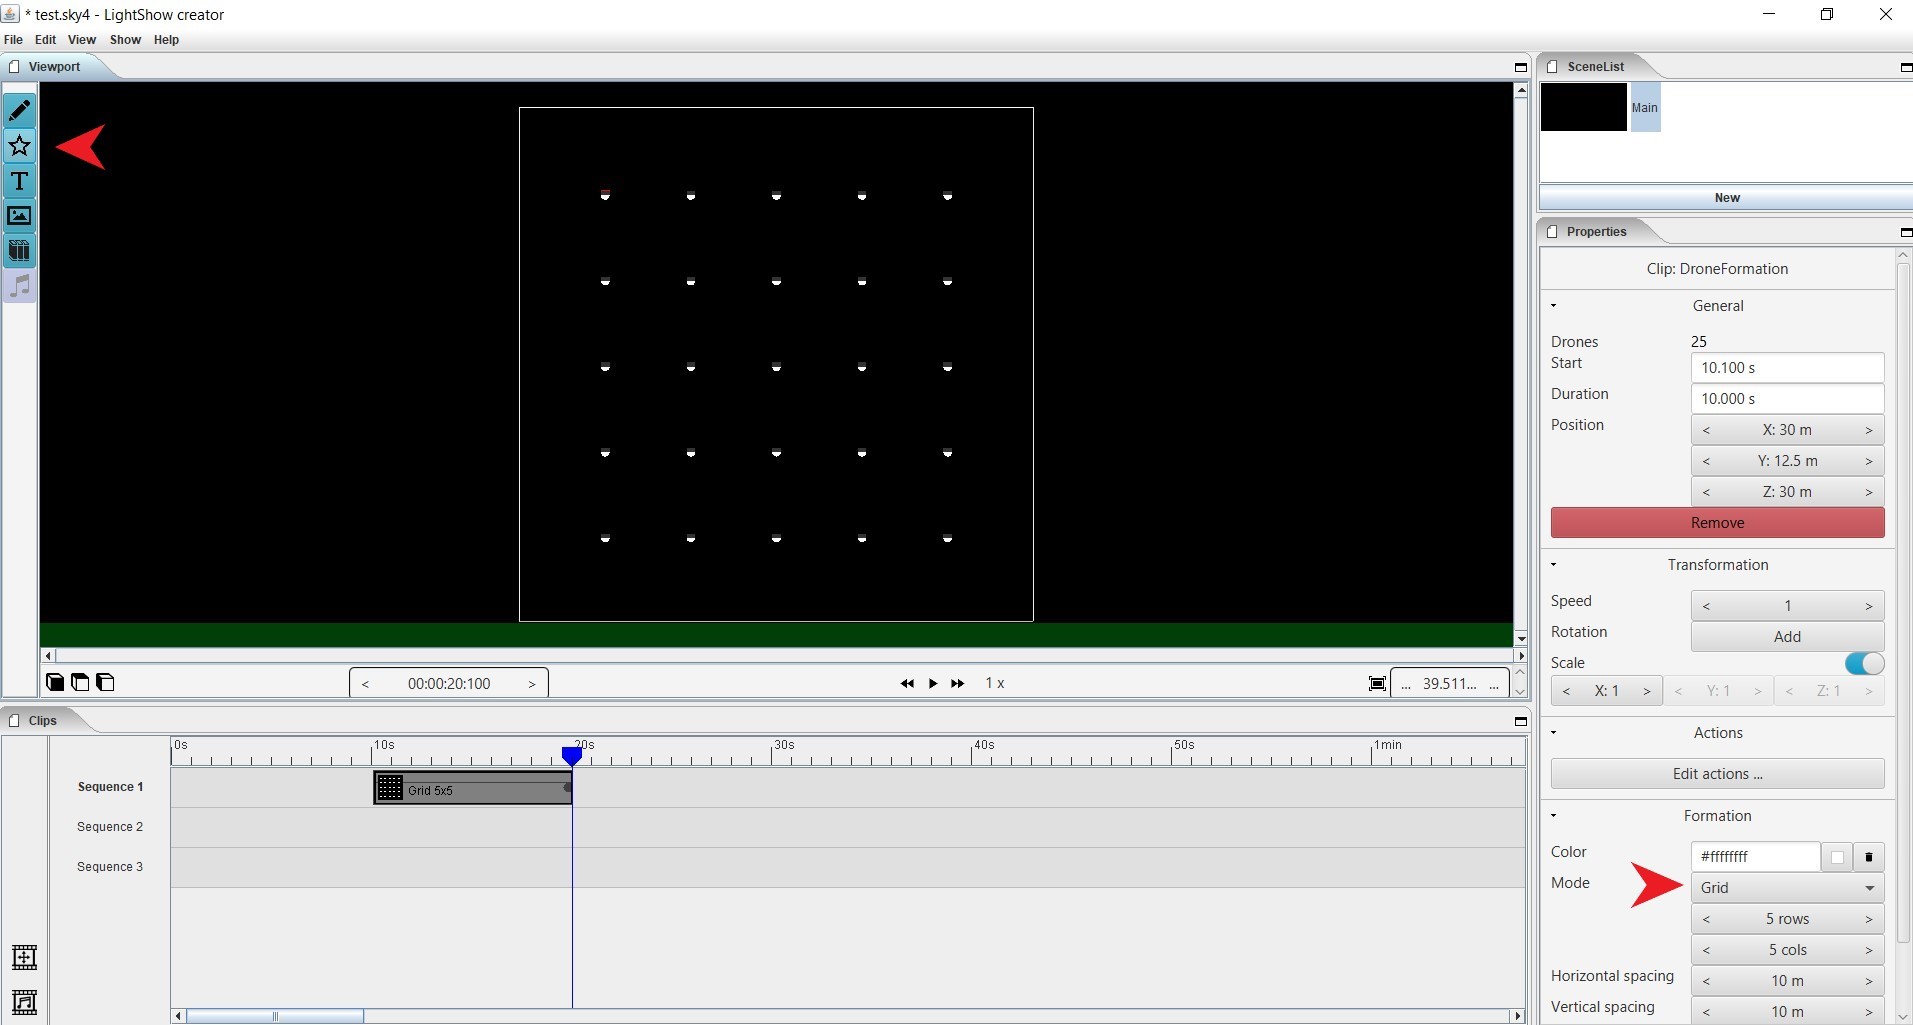 * test.sky4 - LightShow creator
File Edit View Show Help
Viewport
T
< 00:00:20:100 >
1 x
... 39.511... ...
Clips
0s 10s 20s 30s 40s 50s 1min
Sequence 1
Grid 5x5
Sequence 2
Sequence 3
SceneList
Main
New
Properties
Clip: DroneFormation
General
Drones 25
Start 10.100 s
Duration 10.000 s
Position < X: 30 m >
< Y: 12.5 m >
< Z: 30 m >
Remove
Transformation
Speed < 1 >
Rotation Add
Scale
< X: 1 > < Y: 1 > < Z: 1 >
Actions
Edit actions ...
Formation
Color #ffffffff
Mode Grid
< 5 rows >
< 5 cols >
Horizontal spacing < 10 m >
Vertical spacing < 10 m >